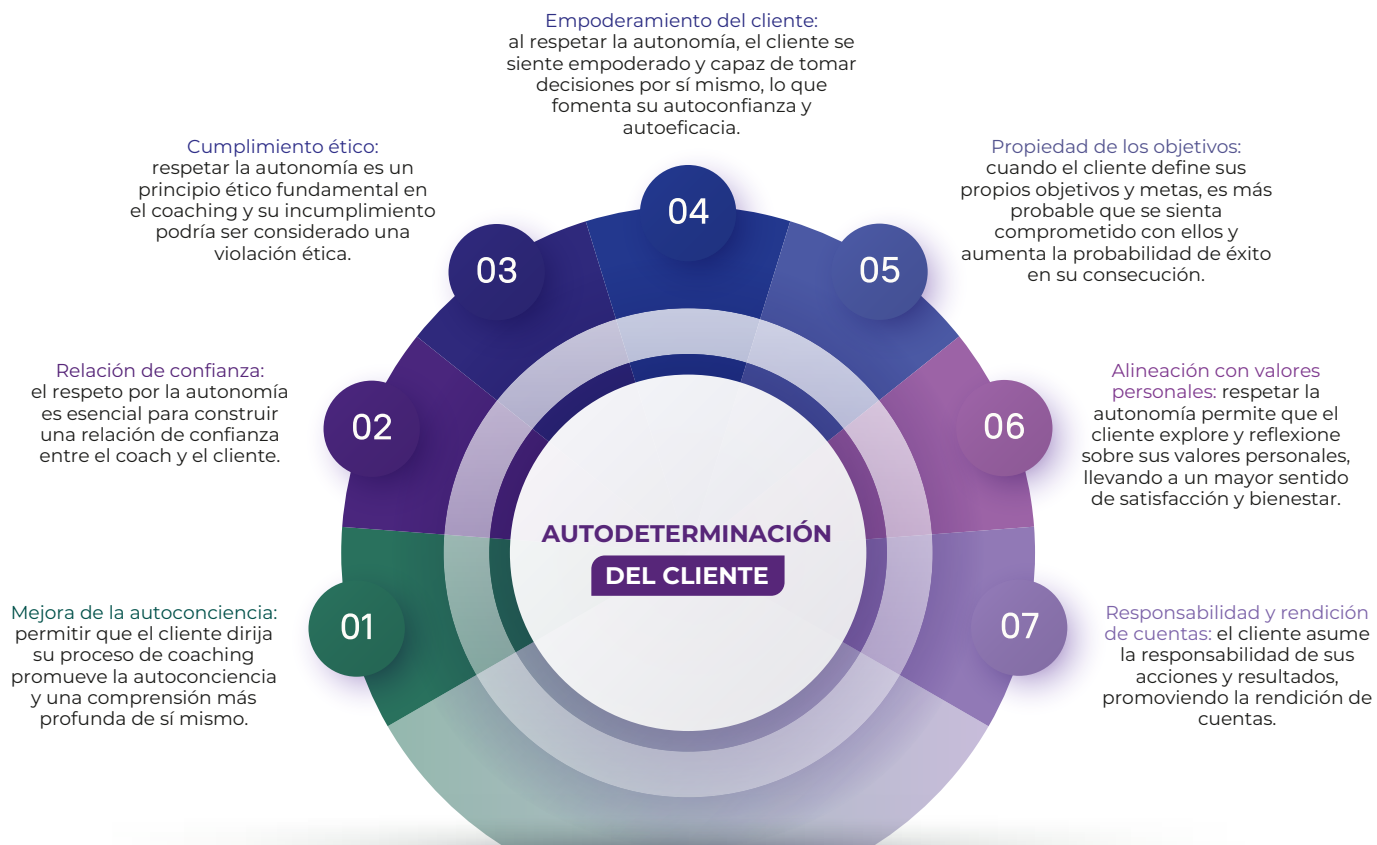 AUTODETERMINACIÓN
DEL CLIENTE
01
Mejora de la autoconciencia:
permitir que el cliente dirija
su proceso de coaching
promueve la autoconciencia
y una comprensión más
profunda de sí mismo.
02
Relación de confianza:
el respeto por la autonomía
es esencial para construir
una relación de confianza
entre el coach y el cliente.
03
Cumplimiento ético:
respetar la autonomía es un
principio ético fundamental en
el coaching y su incumplimiento
podría ser considerado una
violación ética.
04
Empoderamiento del cliente:
al respetar la autonomía, el cliente se
siente empoderado y capaz de tomar
decisiones por sí mismo, lo que
fomenta su autoconfianza y
autoeficacia.
05
Propiedad de los objetivos:
cuando el cliente define sus
propios objetivos y metas, es más
probable que se sienta
comprometido con ellos y
aumenta la probabilidad de éxito
en su consecución.
06
Alineación con valores
personales: respetar la
autonomía permite que el
cliente explore y reflexione
sobre sus valores personales,
llevando a un mayor sentido
de satisfacción y bienestar.
07
Responsabilidad y rendición
de cuentas: el cliente asume
la responsabilidad de sus
acciones y resultados,
promoviendo la rendición de
cuentas.